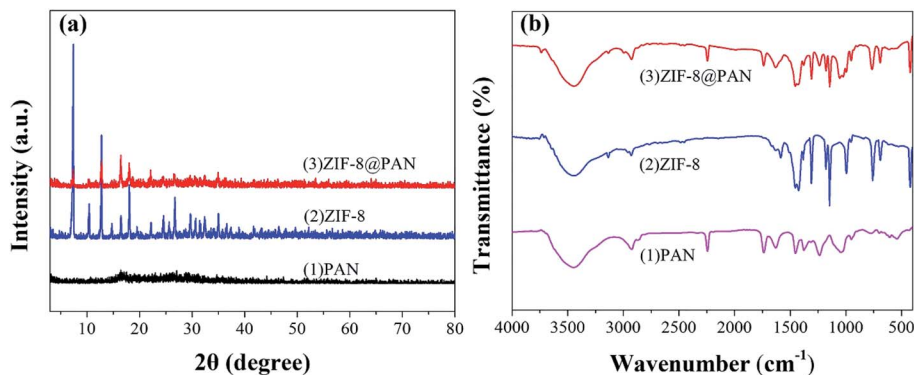 (a)
(3)ZIF-8@PAN
(2)ZIF-8
(1)PAN
Intensity (a.u.)
10 20 30 40 50 60 70 80
2θ (degree)
(b)
(3)ZIF-8@PAN
(2)ZIF-8
(1)PAN
Transmittance (%)
4000 3500 3000 2500 2000 1500 1000 500
Wavenumber (cm⁻¹)